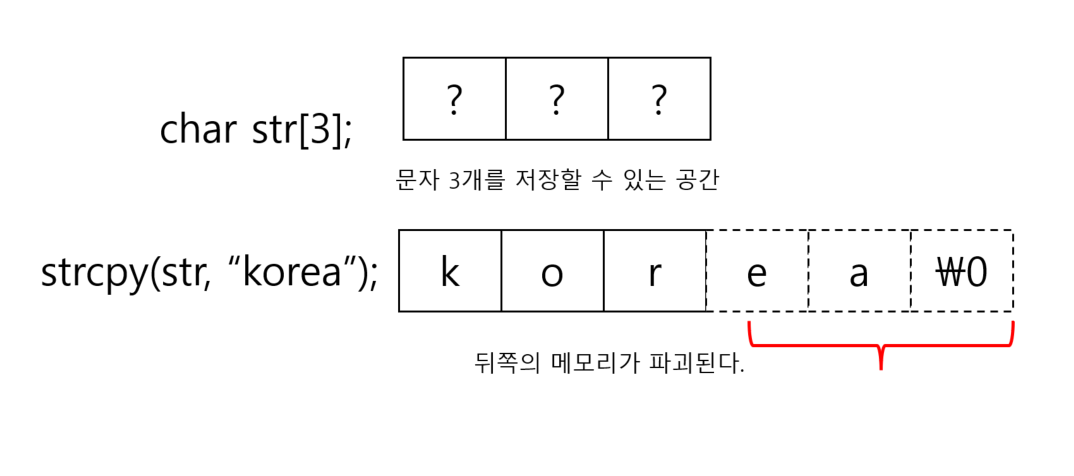 char str[3];
? ? ?
문자 3개를 저장할 수 있는 공간
strcpy(str, “korea”);
k o r e a ₩0
뒤쪽의 메모리가 파괴된다.